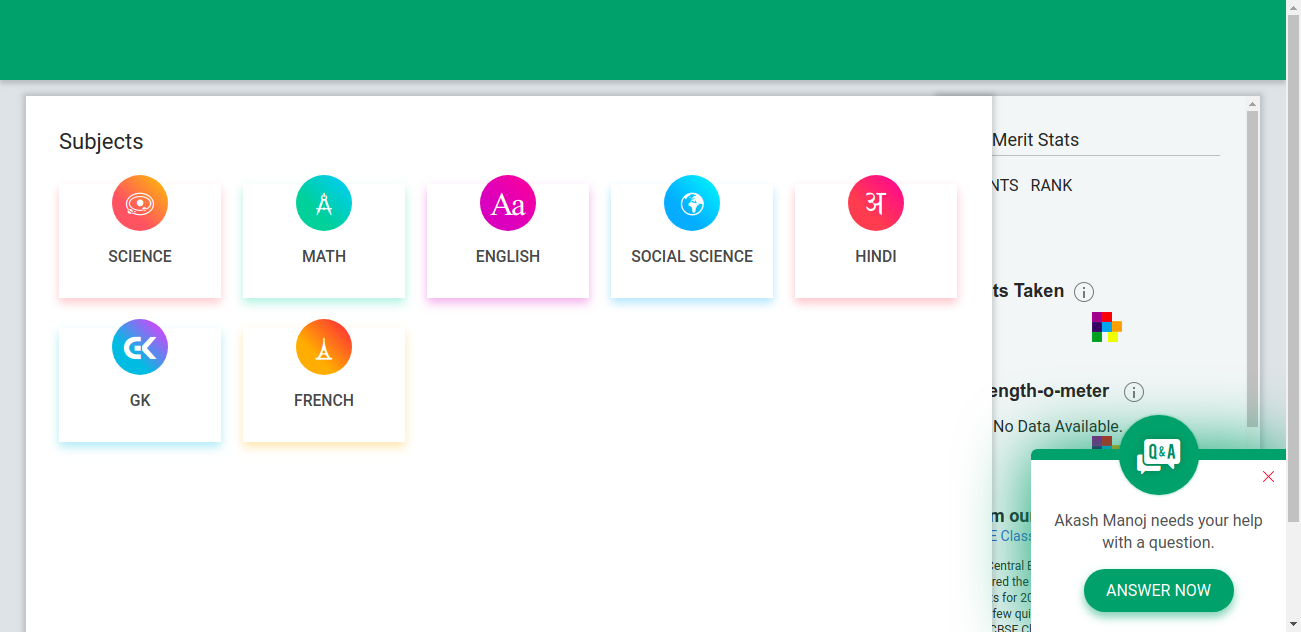 Subjects
Aa
अ
SCIENCE
MATH
ENGLISH
SOCIAL SCIENCE
HINDI
GK
GK
FRENCH
Merit Stats
NTS RANK
ts Taken
ength-o-meter
No Data Available.
Q&A
Akash Manoj needs your help
with a question.
ANSWER NOW
m ou
E Class
Central E
red the
s for 20
few qui
CBSE Cl